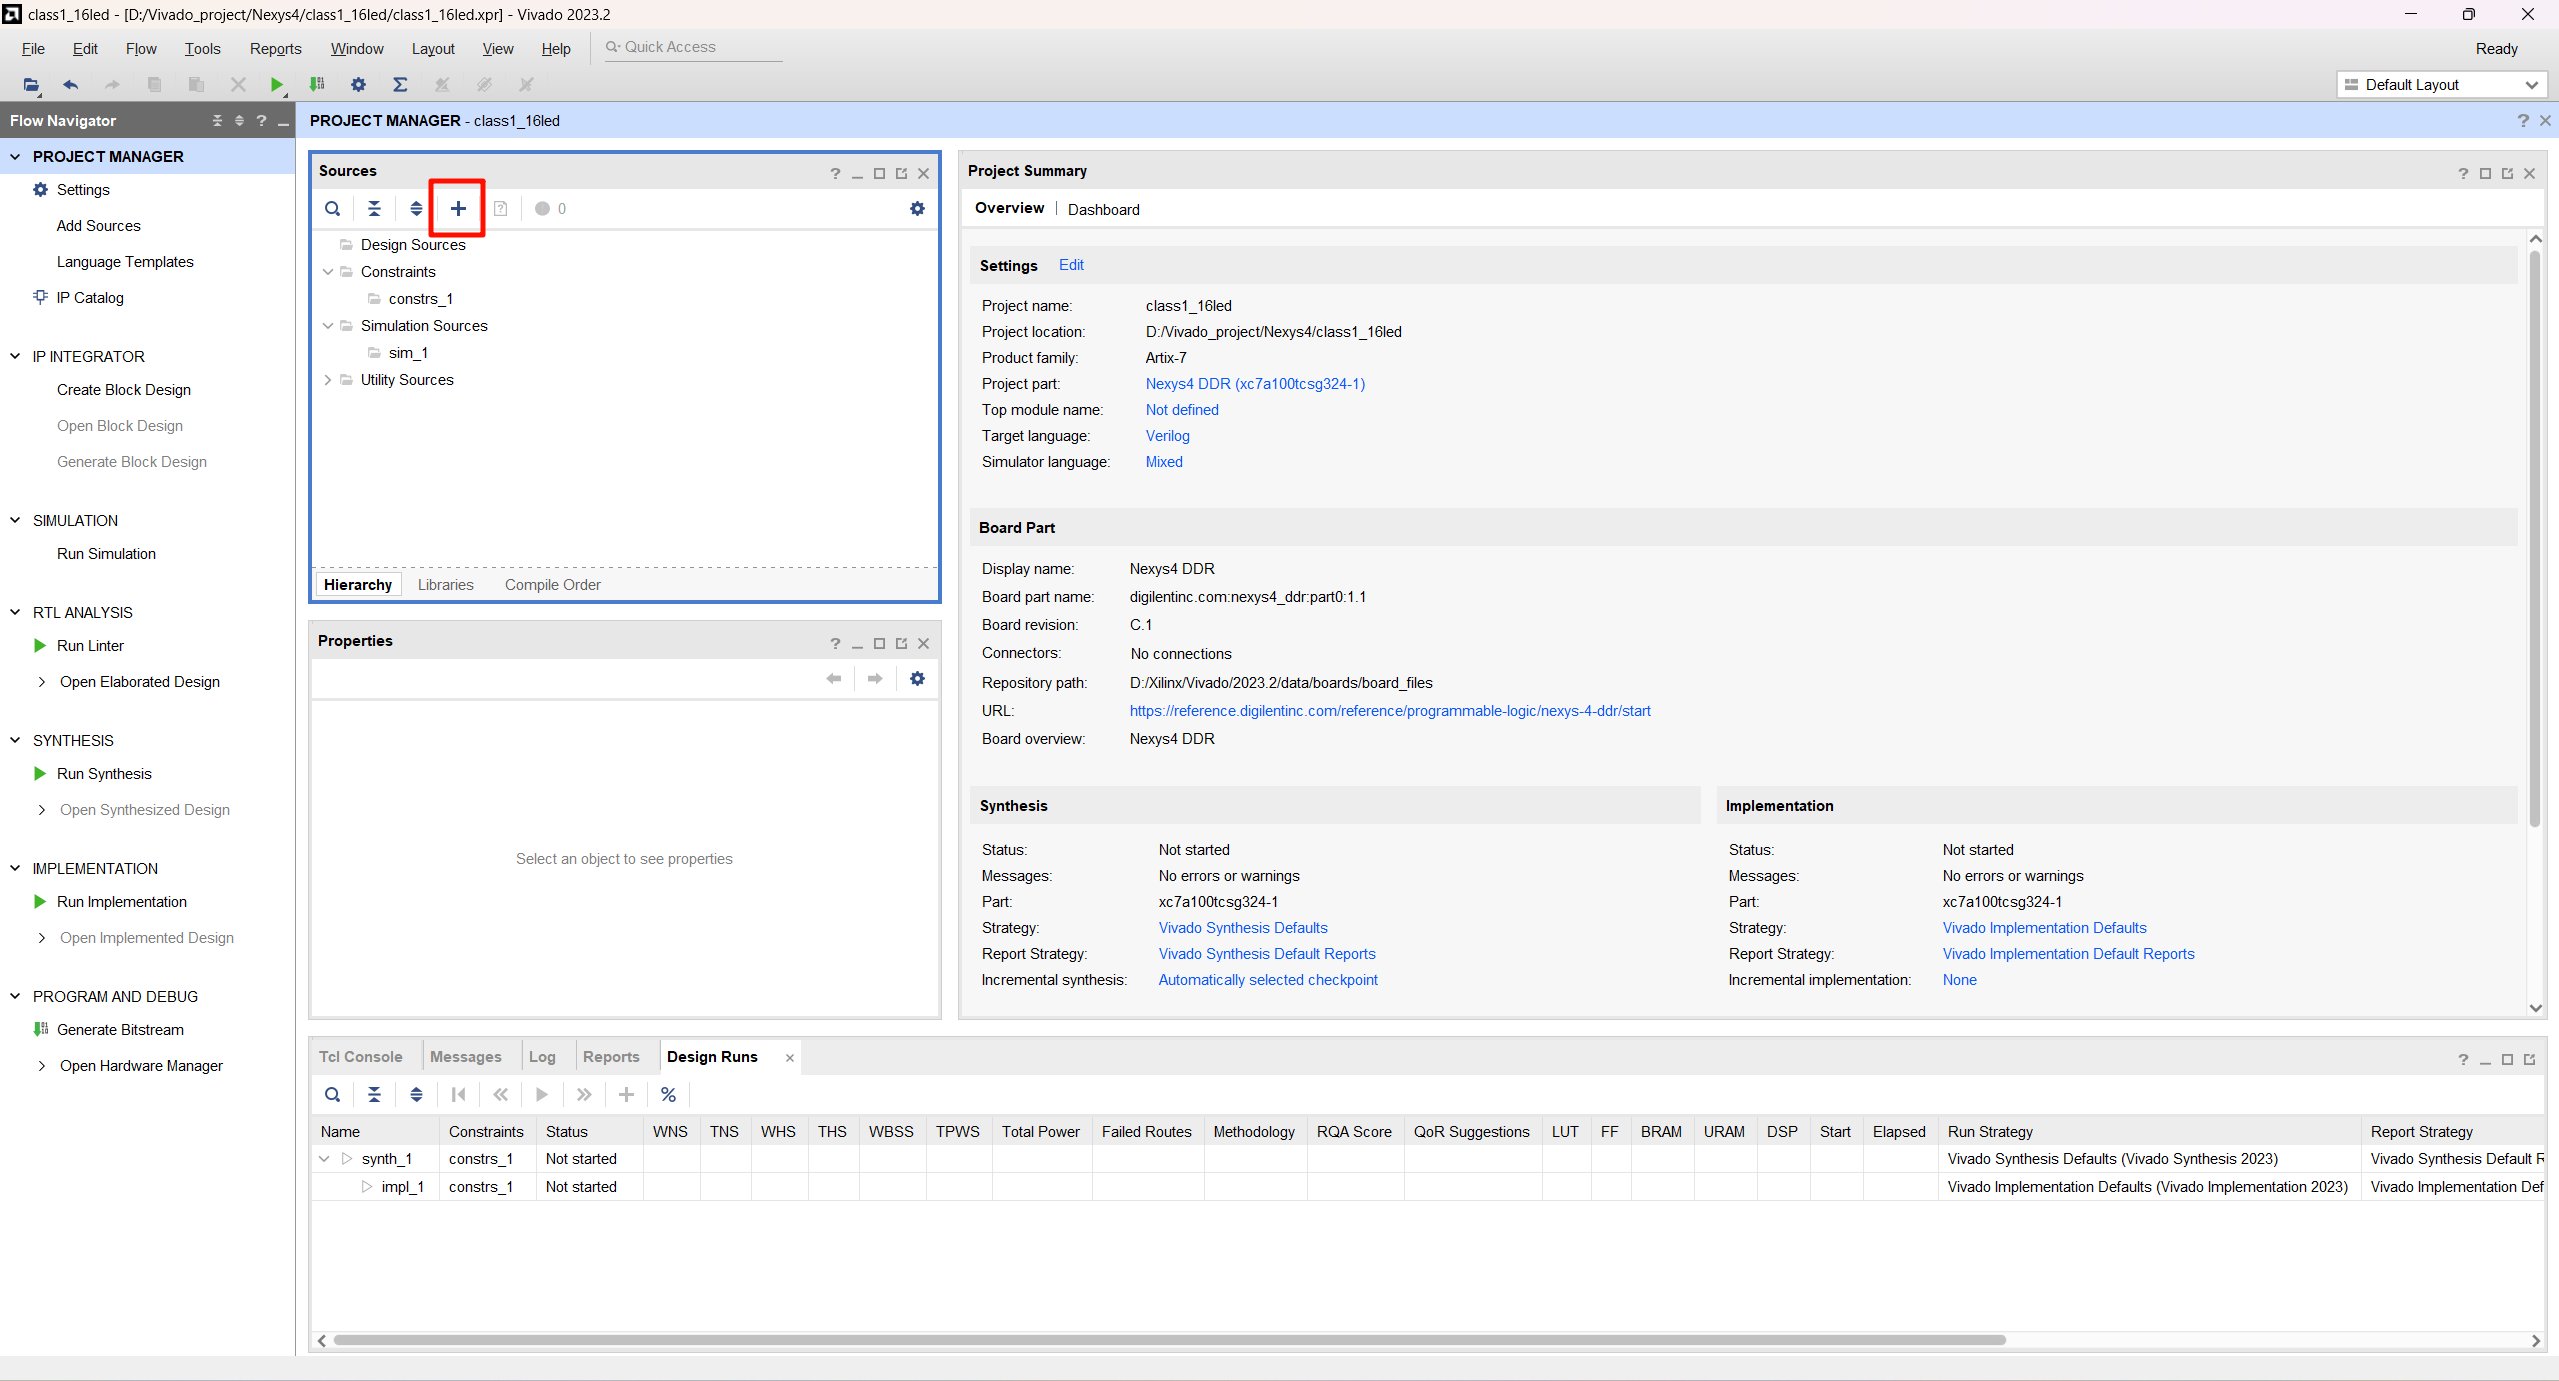 class1_16led - [D:/Vivado_project/Nexys4/class1_16led/class1_16led.xpr] - Vivado 2023.2
File Edit Flow Tools Reports Window Layout View Help Quick Access Ready
Default Layout
Flow Navigator
PROJECT MANAGER - class1_16led
PROJECT MANAGER
Settings
Add Sources
Language Templates
IP Catalog
IP INTEGRATOR
Create Block Design
Open Block Design
Generate Block Design
SIMULATION
Run Simulation
RTL ANALYSIS
Run Linter
Open Elaborated Design
SYNTHESIS
Run Synthesis
Open Synthesized Design
IMPLEMENTATION
Run Implementation
Open Implemented Design
PROGRAM AND DEBUG
Generate Bitstream
Open Hardware Manager
Sources
0
Design Sources
Constraints
constrs_1
Simulation Sources
sim_1
Utility Sources
Hierarchy Libraries Compile Order
Properties
Select an object to see properties
Project Summary
Overview | Dashboard
Settings Edit
Project name: class1_16led
Project location: D:/Vivado_project/Nexys4/class1_16led
Product family: Artix-7
Project part: Nexys4 DDR (xc7a100tcsg324-1)
Top module name: Not defined
Target language: Verilog
Simulator language: Mixed
Board Part
Display name: Nexys4 DDR
Board part name: digilentinc.com:nexys4_ddr:part0:1.1
Board revision: C.1
Connectors: No connections
Repository path: D:/Xilinx/Vivado/2023.2/data/boards/board_files
URL: https://reference.digilentinc.com/reference/programmable-logic/nexys-4-ddr/start
Board overview: Nexys4 DDR
Synthesis
Status: Not started
Messages: No errors or warnings
Part: xc7a100tcsg324-1
Strategy: Vivado Synthesis Defaults
Report Strategy: Vivado Synthesis Default Reports
Incremental synthesis: Automatically selected checkpoint
Implementation
Status: Not started
Messages: No errors or warnings
Part: xc7a100tcsg324-1
Strategy: Vivado Implementation Defaults
Report Strategy: Vivado Implementation Default Reports
Incremental implementation: None
Tcl Console Messages Log Reports Design Runs
Name Constraints Status WNS TNS WHS THS WBSS TPWS Total Power Failed Routes Methodology RQA Score QoR Suggestions LUT FF BRAM URAM DSP Start Elapsed Run Strategy Report Strategy
synth_1 constrs_1 Not started Vivado Synthesis Defaults (Vivado Synthesis 2023) Vivado Synthesis Default R
impl_1 constrs_1 Not started Vivado Implementation Defaults (Vivado Implementation 2023) Vivado Implementation Def